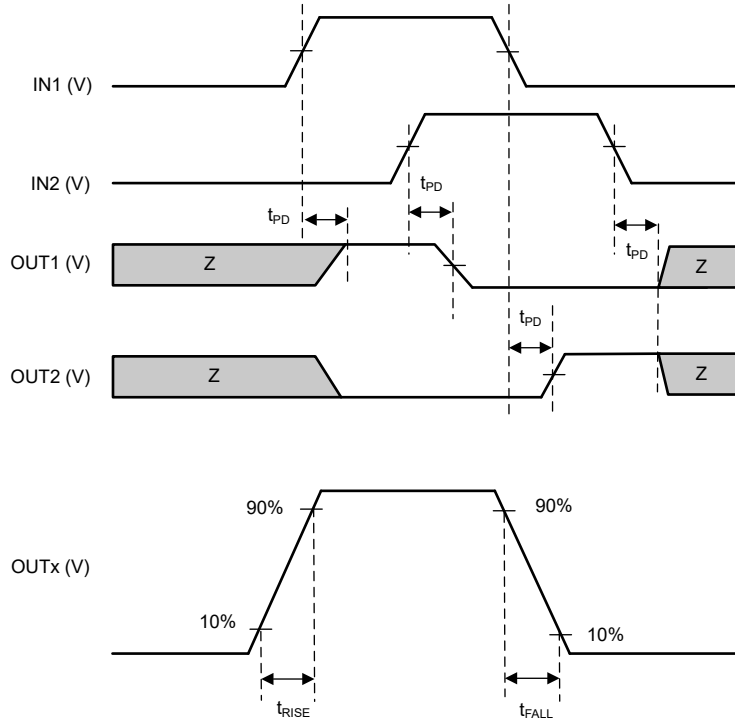 IN1 (V)
IN2 (V)
tPD
tPD
tPD
OUT1 (V)
Z
Z
tPD
OUT2 (V)
Z
Z
90%
90%
OUTx (V)
10%
10%
tRISE
tFALL